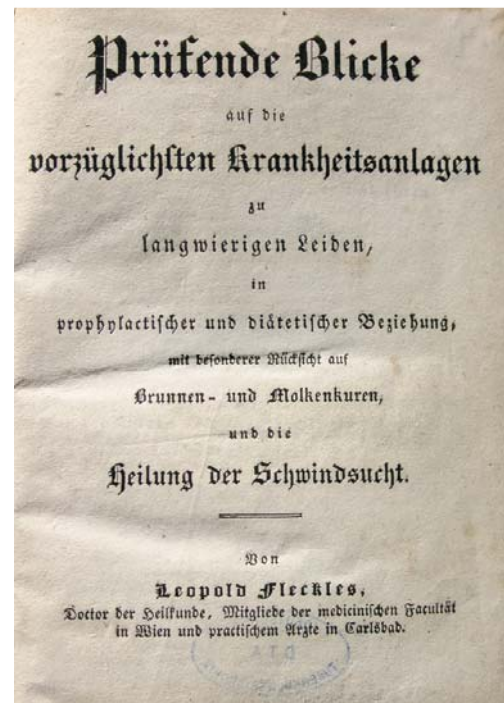 Prüfende Blicke
auf die
vorzüglichsten Krankheitsanlagen
zu
langwierigen Leiden,
in
prophylactischer und diätetischer Beziehung,
mit besonderer Rücksicht auf
Brunnen- und Molkenkuren,
und die
Heilung der Schwindsucht.
Von
Leopold Fleckles,
Doctor der Heilkunde, Mitgliede der medicinischen Facultät
in Wien und practischem Arzte in Carlsbad.